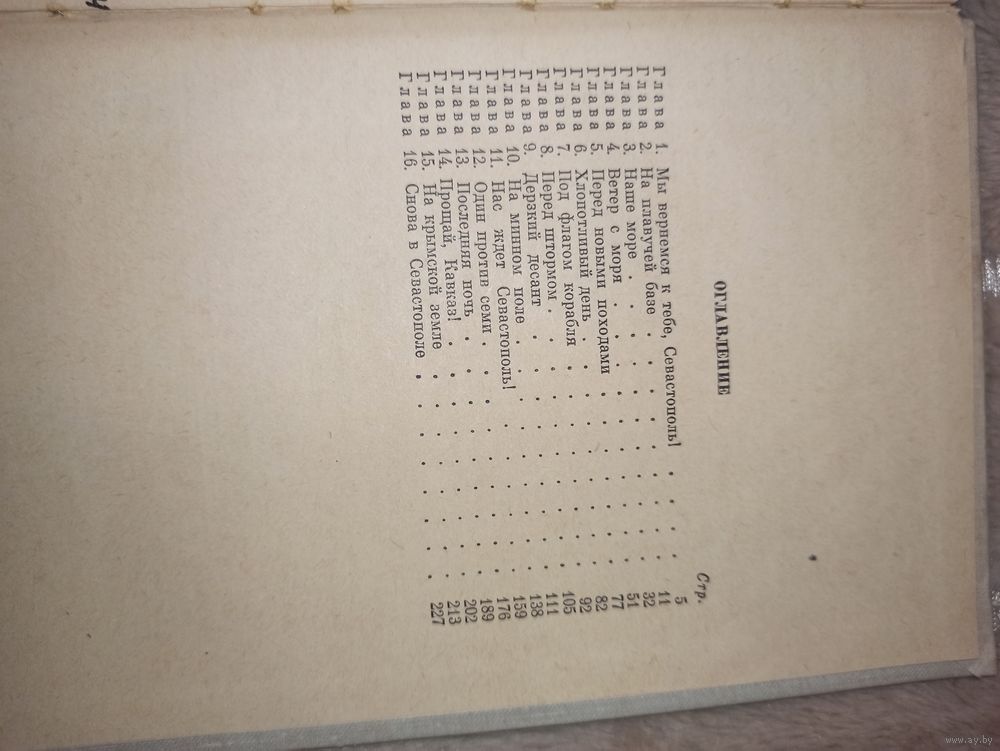 ОГЛАВЛЕНИЕ
Стр.
Глава 1. Мы вернемся к тебе, Севастополь! . . . . 5
Глава 2. На плавучей базе . . . . . . . . . . 11
Глава 3. Наше море . . . . . . . . . . . . 32
Глава 4. Ветер с моря . . . . . . . . . . . 51
Глава 5. Перед новыми походами . . . . . . . 77
Глава 6. Хлопотливый день . . . . . . . . . 82
Глава 7. Под флагом корабля . . . . . . . . 92
Глава 8. Перед штормом . . . . . . . . . . 105
Глава 9. Дерзкий десант . . . . . . . . . . 111
Глава 10. На минном поле . . . . . . . . . 138
Глава 11. Нас ждет Севастополь! . . . . . . 159
Глава 12. Один против семи . . . . . . . . . 176
Глава 13. Последняя ночь . . . . . . . . . . 189
Глава 14. Прощай, Кавказ! . . . . . . . . . 202
Глава 15. На крымской земле . . . . . . . . 213
Глава 16. Снова в Севастополе . . . . . . . . 227
www.ay.by